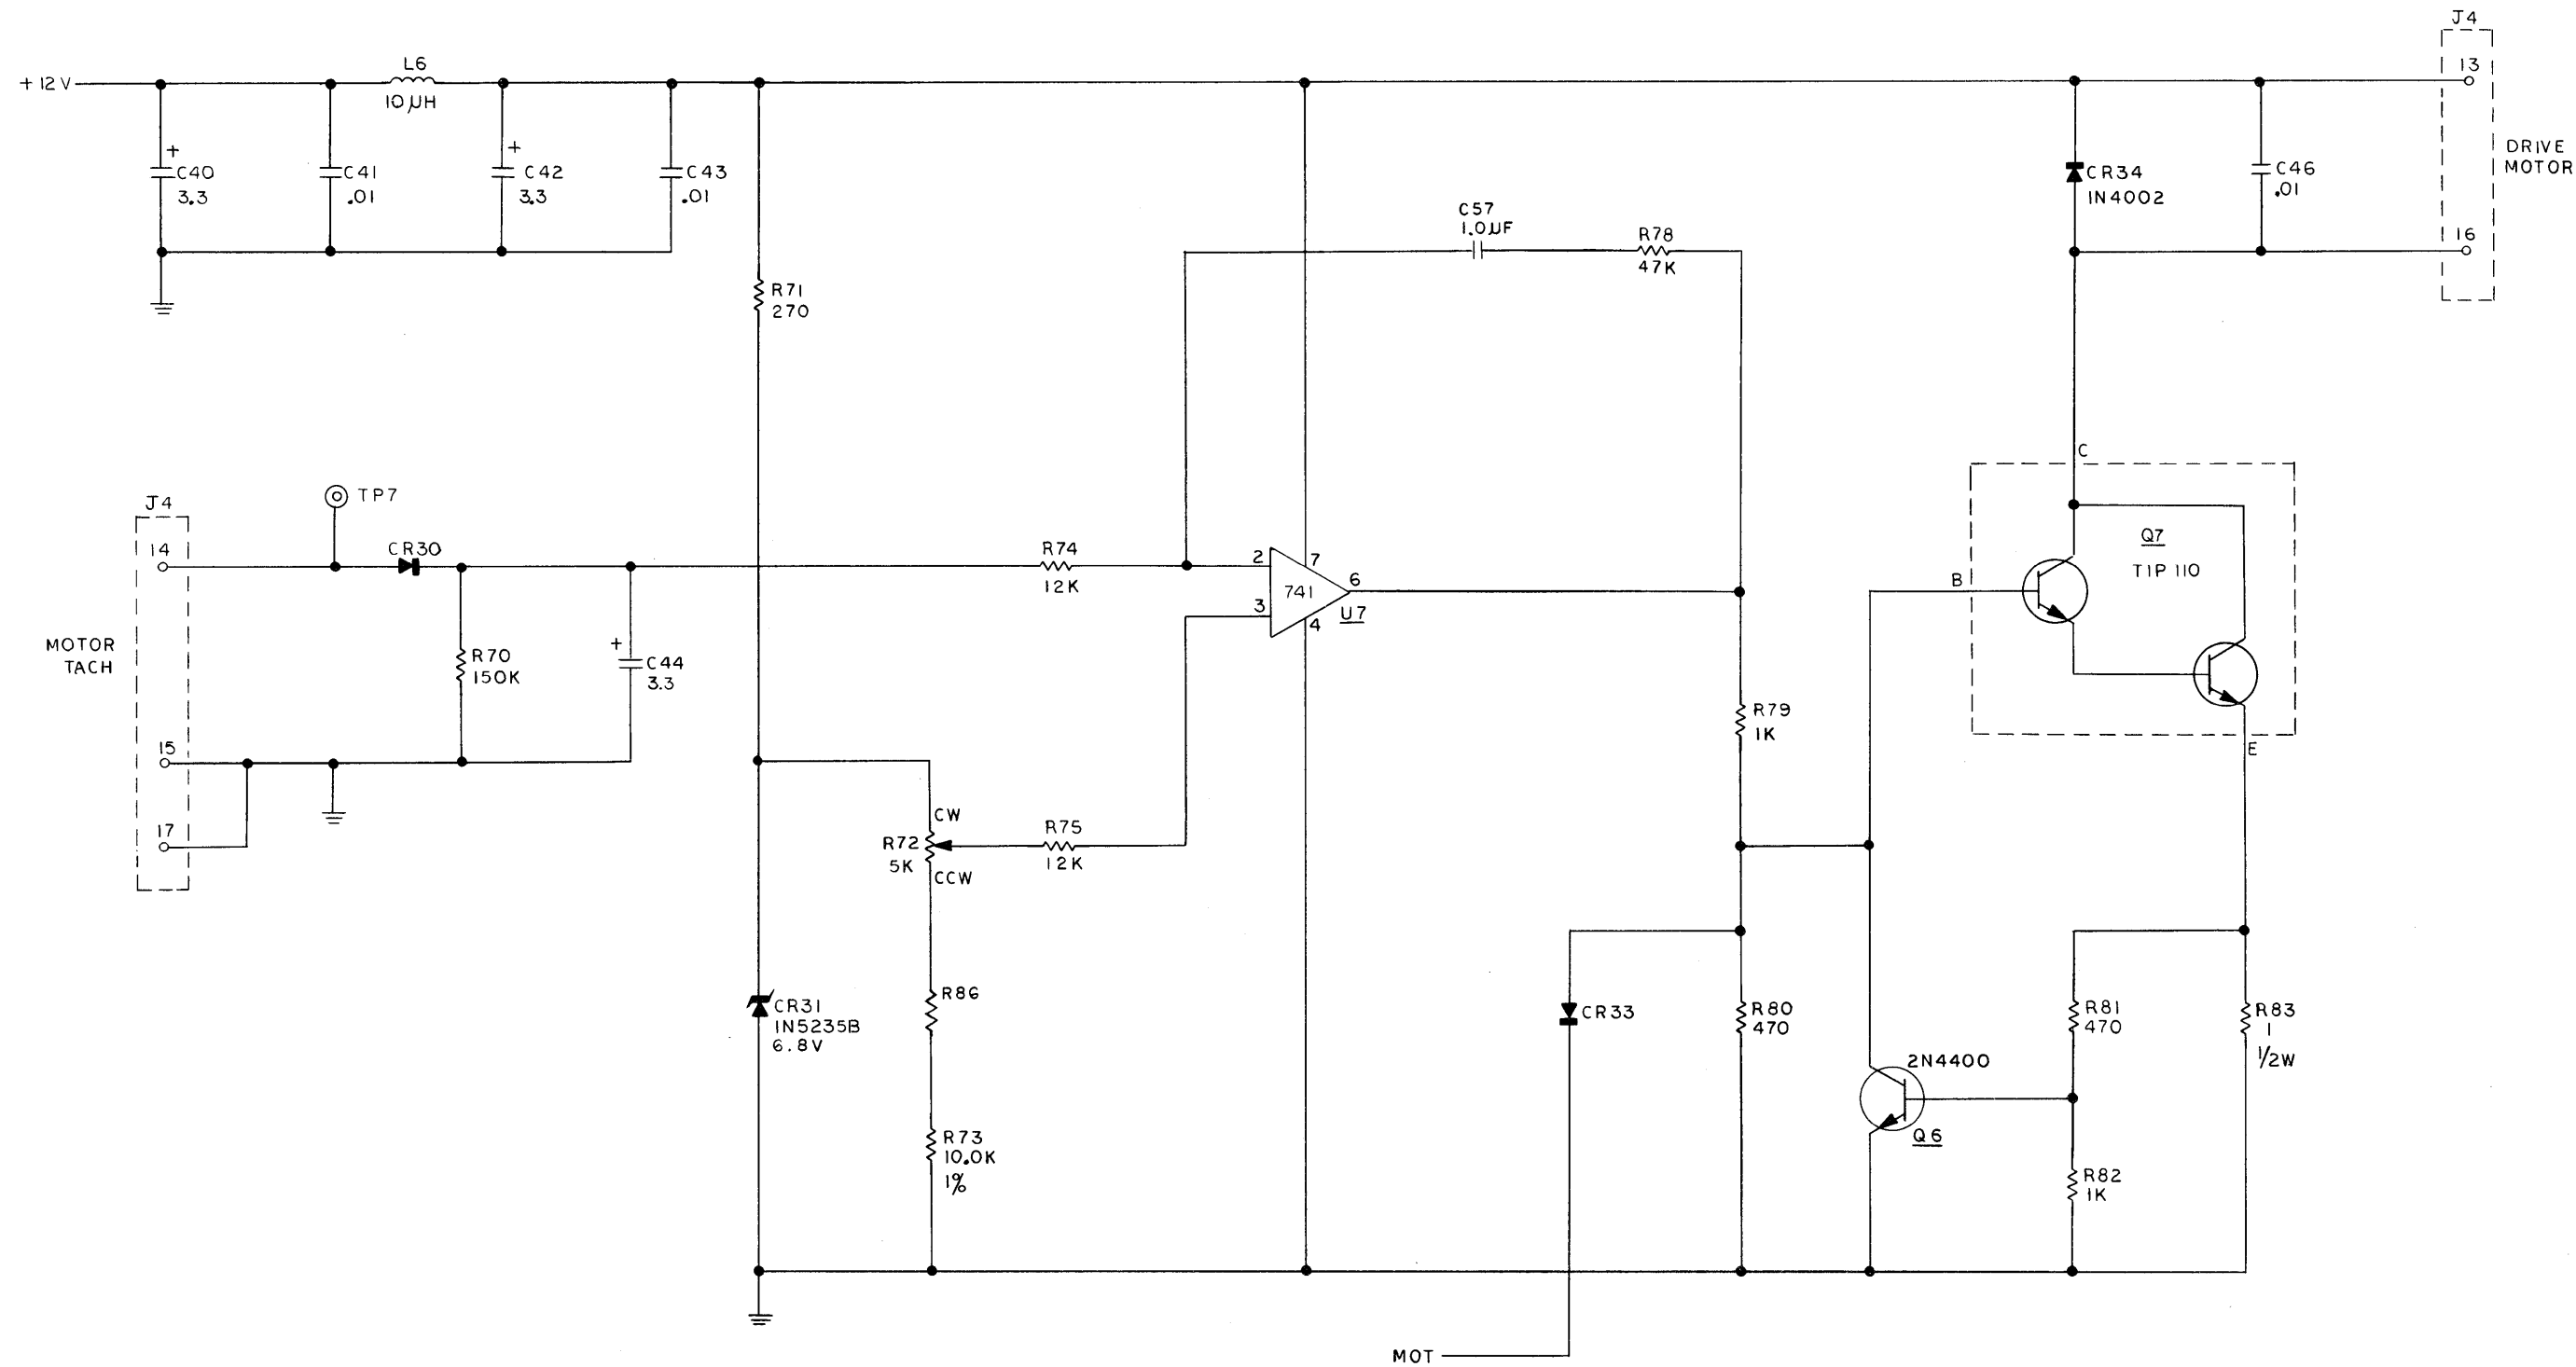 J4
13
DRIVE
MOTOR
16
+12V
L6
10µH
+
C40
3.3
C41
.01
+
C42
3.3
C43
.01
CR34
1N4002
C46
.01
C57
1.0µF
R78
47K
R71
270
C
Q7
TIP 110
B
E
J4
14
TP7
CR30
MOTOR
TACH
15
17
R70
150K
+
C44
3.3
R74
12K
2
7
741
3
4
6
U7
R79
1K
CW
R72
5K
CCW
R75
12K
CR31
1N5235B
6.8V
R86
R73
10.0K
1%
CR33
R80
470
2N4400
Q6
R81
470
R83
1
1/2W
R82
1K
MOT